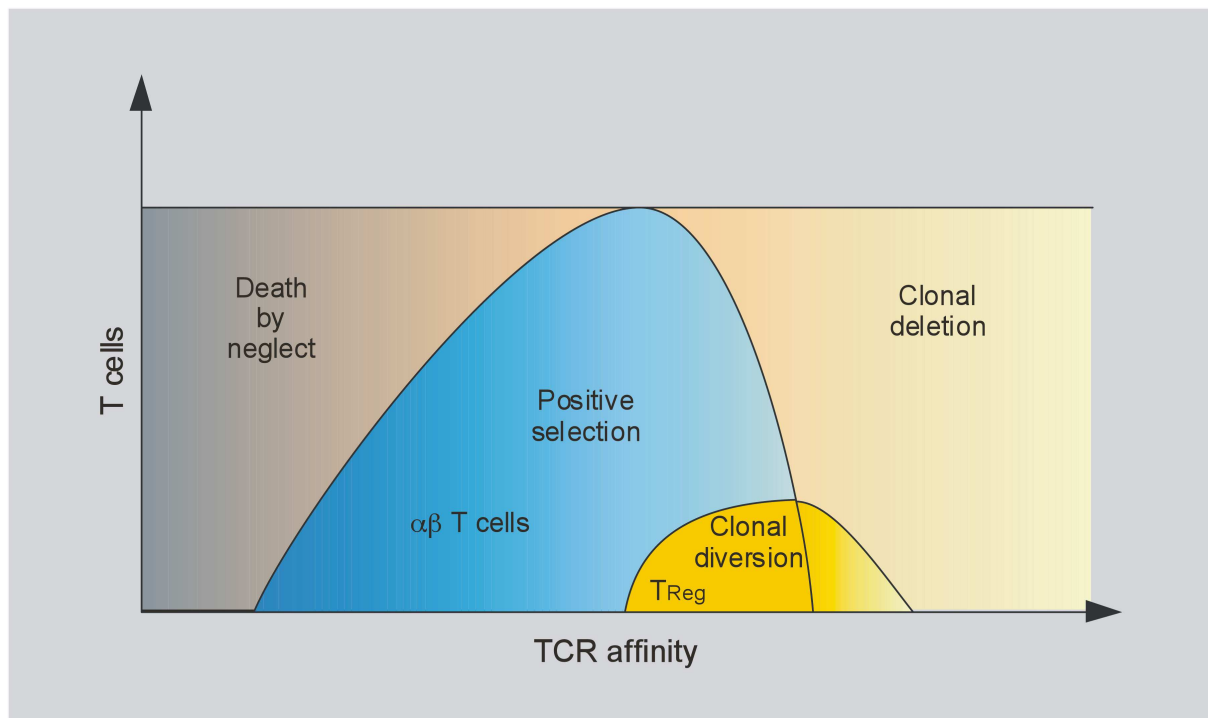 T cells
Death
by
neglect
Clonal
deletion
Positive
selection
αβ T cells
Clonal
diversion
TReg
TCR affinity